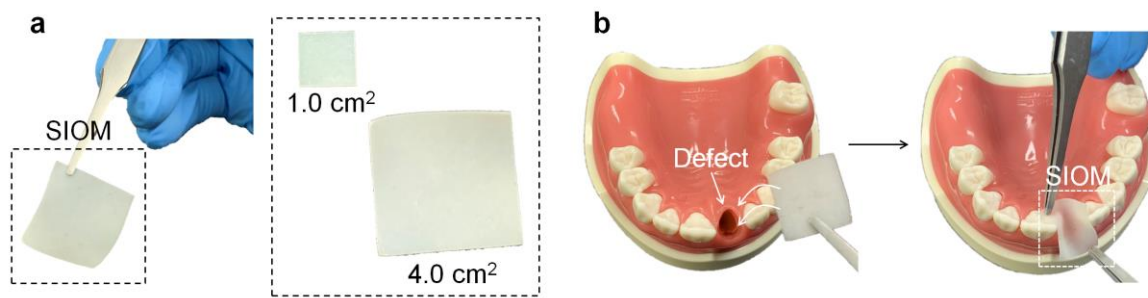 a
SIOM
1.0 cm²
4.0 cm²
b
Defect
SIOM